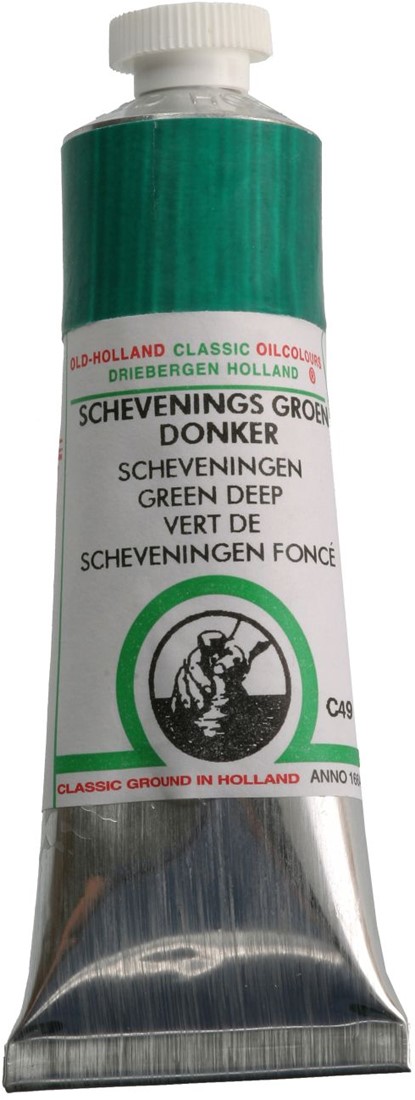 OLD-HOLLAND CLASSIC OILCOLOURS
DRIEBERGEN HOLLAND ®
SCHEVENINGS GROEN
DONKER
SCHEVENINGEN
GREEN DEEP
VERT DE
SCHEVENINGEN FONCÉ
C49
CLASSIC GROUND IN HOLLAND ANNO